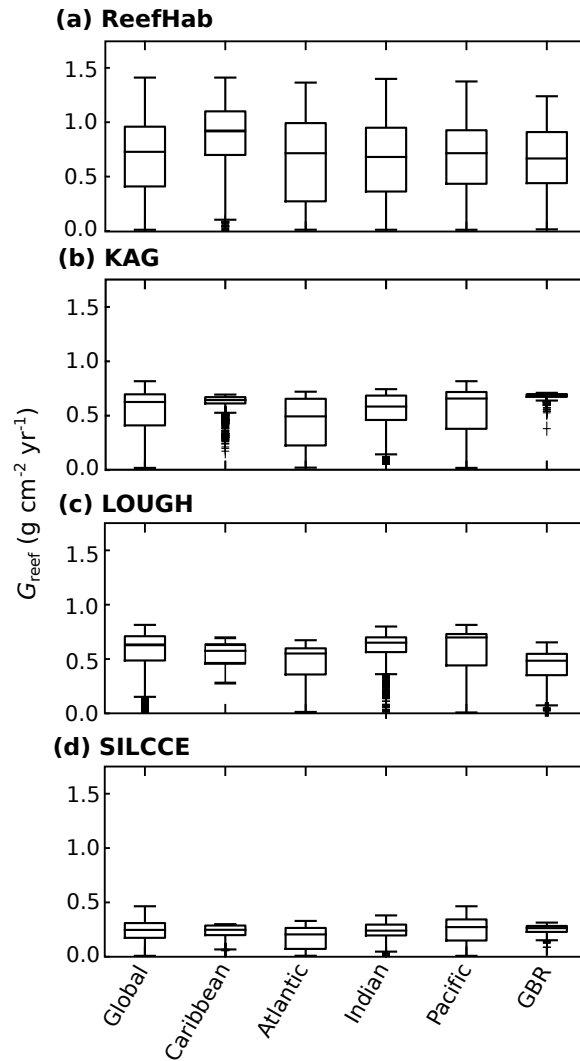 (a) ReefHab
1.5
1.0
0.5
0.0
(b) KAG
1.5
1.0
0.5
0.0
(c) LOUGH
1.5
1.0
0.5
0.0
(d) SILCCE
1.5
1.0
0.5
0.0
G_reef (g cm⁻² yr⁻¹)
Global
Caribbean
Atlantic
Indian
Pacific
GBR